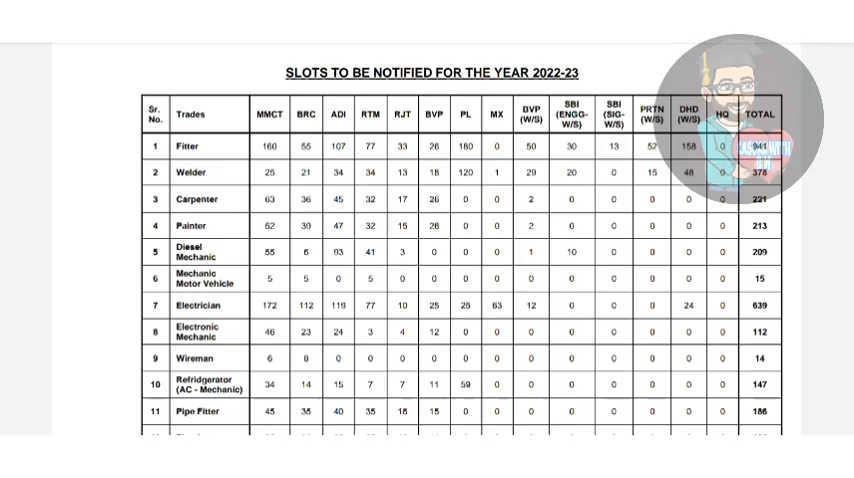 SLOTS TO BE NOTIFIED FOR THE YEAR 2022-23
Sr. No. Trades MMCT BRC ADI RTM RJT BVP PL MX BVP (W/S) SBI (ENGG-W/S) SBI (SIG-W/S) PRTN (W/S) DHD (W/S) HQ TOTAL
1 Fitter 160 55 107 77 33 26 180 0 50 30 13 52 158 0 941
2 Welder 25 21 34 34 13 18 120 1 29 20 0 15 48 0 378
3 Carpenter 63 36 45 32 17 26 0 0 2 0 0 0 0 0 221
4 Painter 52 39 47 32 15 26 0 0 2 0 0 0 0 0 213
5 Diesel Mechanic 55 6 93 41 3 0 0 0 1 10 0 0 0 0 209
6 Mechanic Motor Vehicle 5 5 0 5 0 0 0 0 0 0 0 0 0 0 15
7 Electrician 172 112 119 77 10 25 25 63 12 0 0 0 24 0 639
8 Electronic Mechanic 46 23 24 3 4 12 0 0 0 0 0 0 0 0 112
9 Wireman 6 8 0 0 0 0 0 0 0 0 0 0 0 0 14
10 Refridgerator (AC - Mechanic) 34 14 15 7 7 11 59 0 0 0 0 0 0 0 147
11 Pipe Fitter 45 35 40 35 16 15 0 0 0 0 0 0 0 0 186
WITH